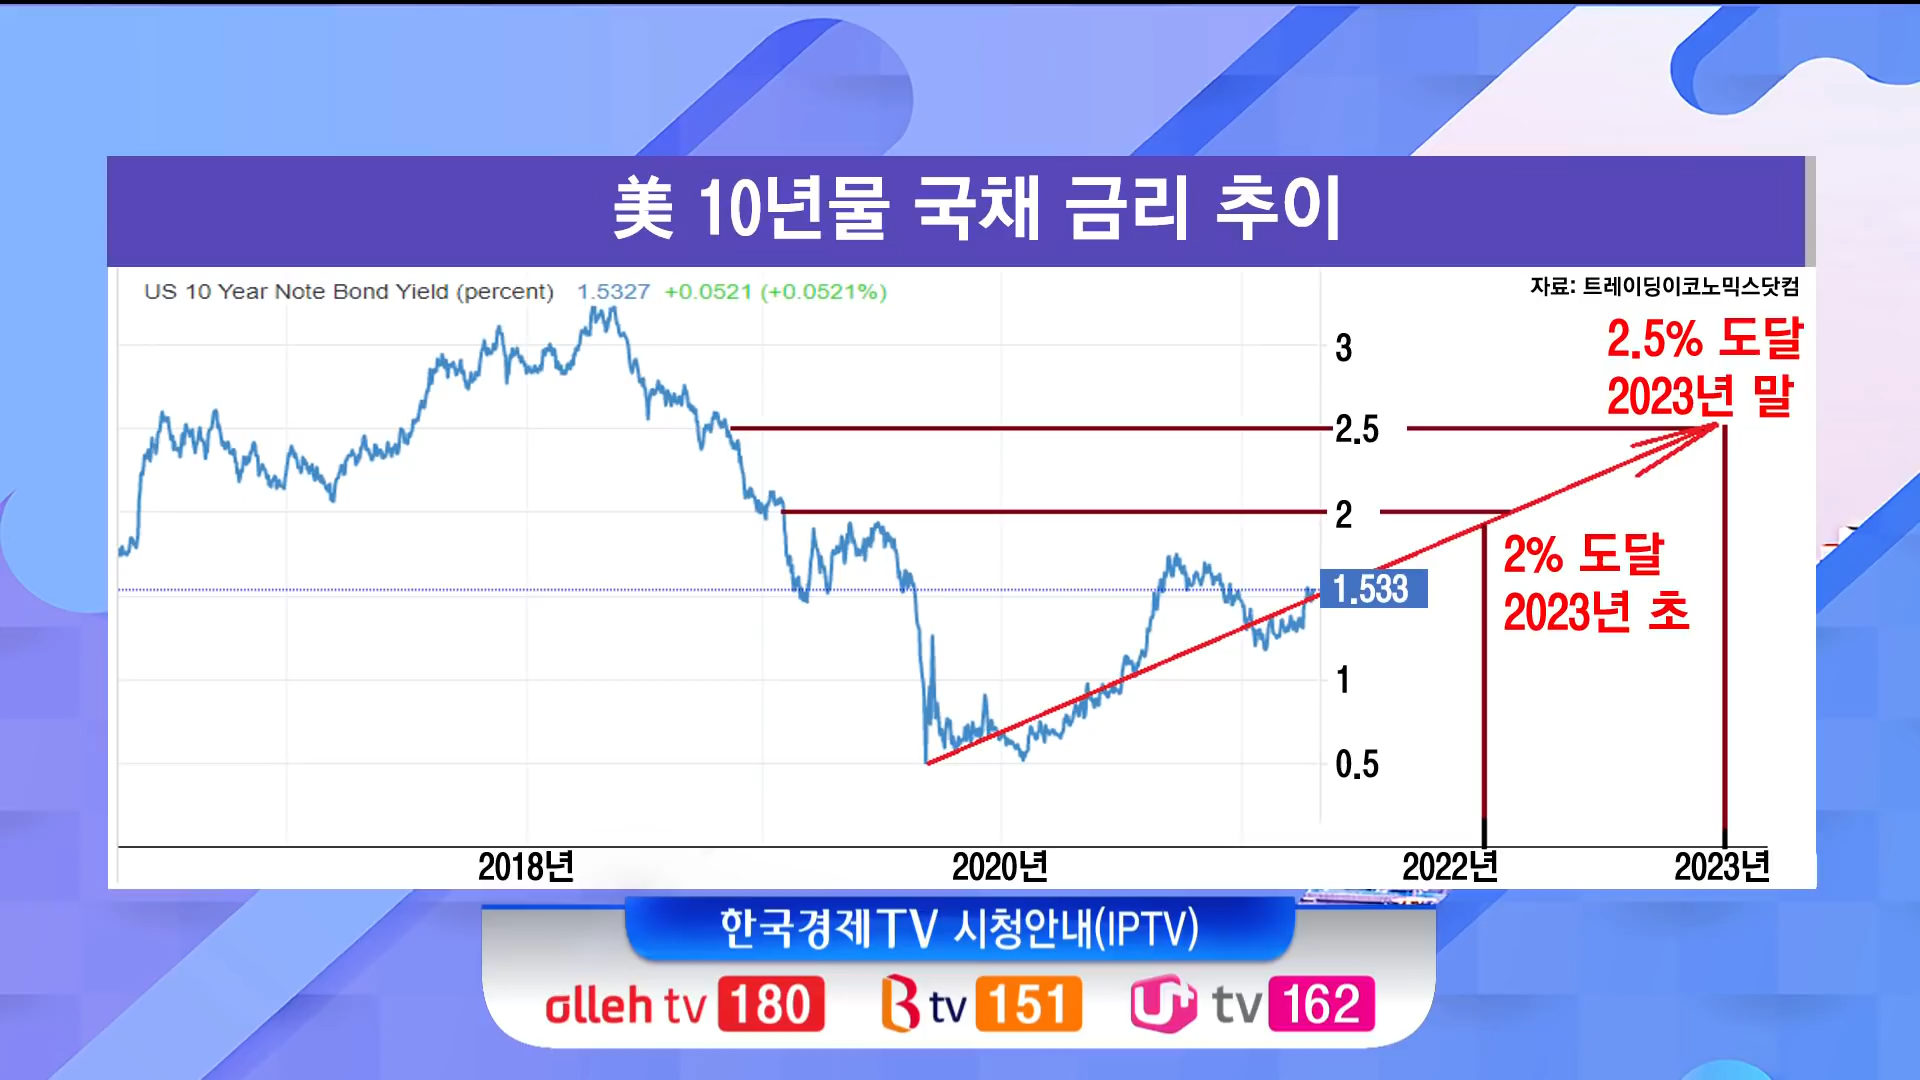 美 10년물 국채 금리 추이
US 10 Year Note Bond Yield (percent) 1.5327 +0.0521 (+0.0521%)
자료: 트레이딩이코노믹스닷컴
2.5% 도달
2023년 말
3
2.5
2
2% 도달
2023년 초
1.533
1
0.5
2018년 2020년 2022년 2023년
한국경제TV 시청안내(IPTV)
olleh tv 180 B tv 151 U+ tv 162